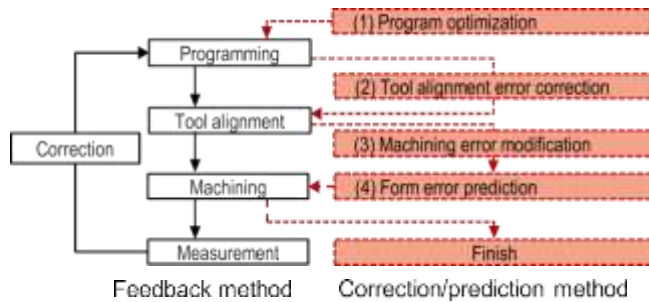 (1) Program optimization
Programming
(2) Tool alignment error correction
Tool alignment
Correction
(3) Machining error modification
Machining
(4) Form error prediction
Measurement
Finish
Feedback method
Correction/prediction method